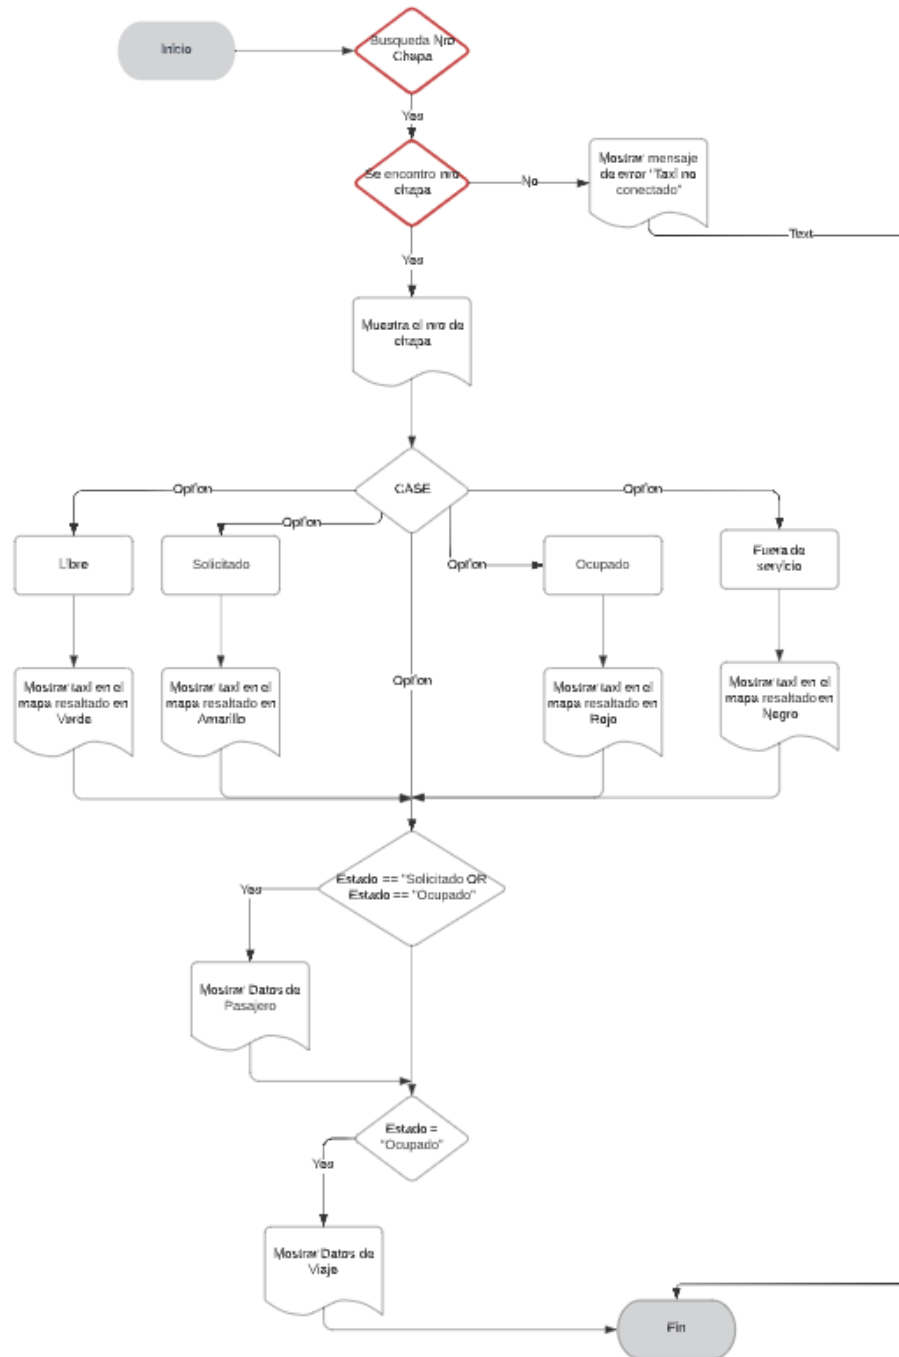 Inicio
Busqueda Nro
Chapa
Yes
Se encontro nro
chapa
No
Mostrar mensaje
de error "Taxi no
conectado"
Text
Yes
Muestra el nro de
chapa
CASE
Option
Option
Option
Option
Option
Libre
Solicitado
Ocupado
Fuera de
servicio
Mostrar taxi en el
mapa resaltado en
Verde
Mostrar taxi en el
mapa resaltado en
Amarillo
Mostrar taxi en el
mapa resaltado en
Rojo
Mostrar taxi en el
mapa resaltado en
Negro
Estado == "Solicitado OR
Estado == "Ocupado"
Yes
Mostrar Datos de
Pasajero
Estado =
"Ocupado"
Yes
Mostrar Datos de
Viaje
Fin